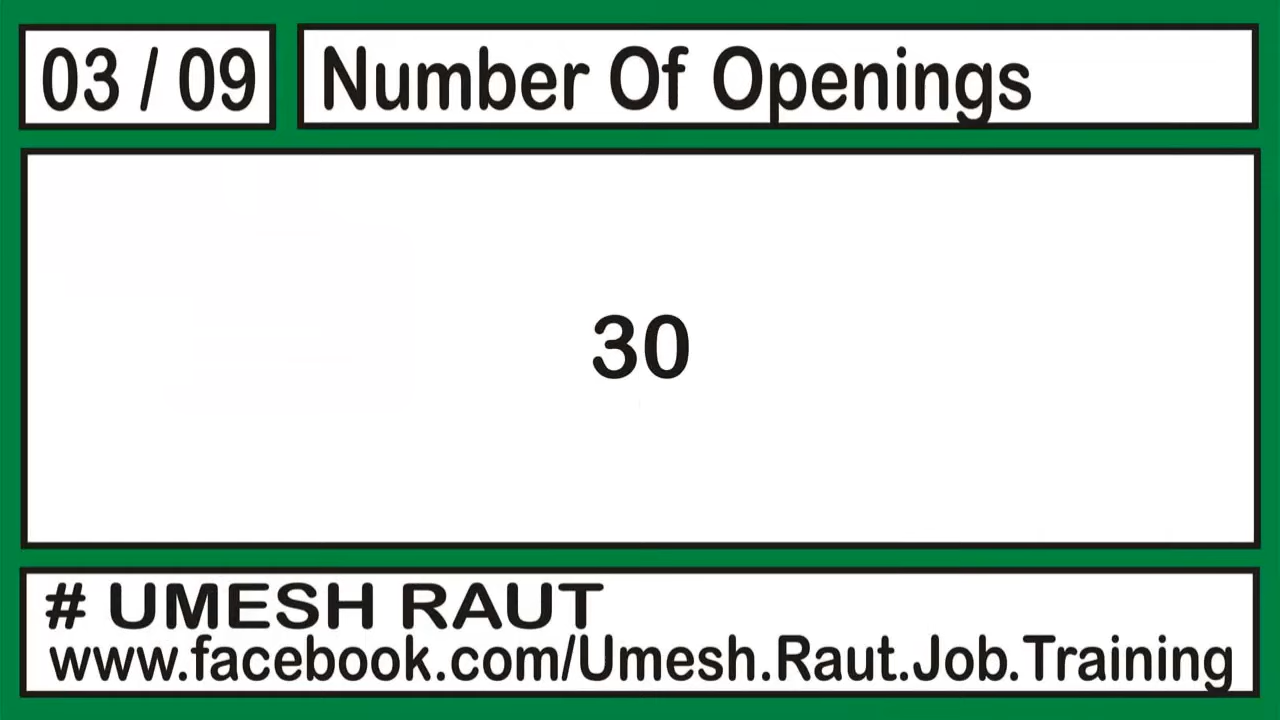 03 / 09
Number Of Openings
30
# UMESH RAUT
www.facebook.com/Umesh.Raut.Job.Training